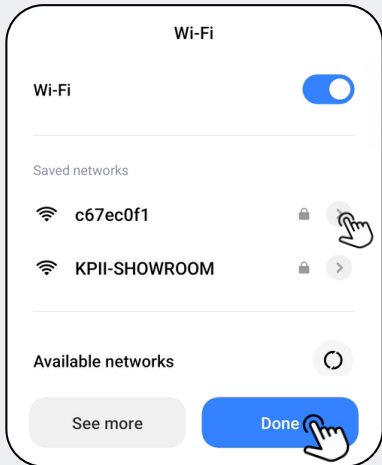 Wi-Fi
Wi-Fi
Saved networks
c67ec0f1
KPII-SHOWROOM
Available networks
See more
Done